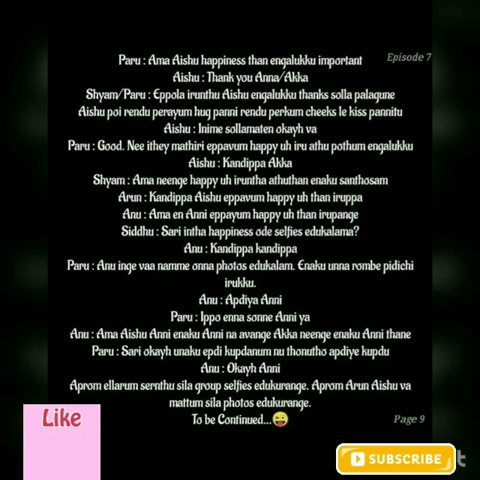 Episode 7
Paru : Ama Aishu happiness than engalukku important
Aishu : Thank you Anna/Akka
Shyam/Paru : Eppola irunthu Aishu engalukku thanks solla palagune
Aishu poi rendu perayum hug panni rendu perkum cheeks le kiss pannitu
Aishu : Inime sollamaten okayh va
Paru : Good. Nee ithey mathiri eppavum happy uh iru athu pothum engalukku
Aishu : Kandippa Akka
Shyam : Ama neenge happy uh iruntha athuthan enaku santhosam
Arun : Kandippa Aishu eppavum happy uh than iruppa
Anu : Ama en Anni eppayum happy uh than irupange
Siddhu : Sari intha happiness ode selfies edukalama?
Anu : Kandippa kandippa
Paru : Anu inge vaa namme onna photos edukalam. Enaku unna rombe pidichi
irukku.
Anu : Apdiya Anni
Paru : Ippo enna sonne Anni ya
Anu : Ama Aishu Anni enaku Anni na avange Akka neenge enaku Anni thane
Paru : Sari okayh unaku epdi kupdanum nu thonutho apdiye kupdu
Anu : Okayh Anni
Aprom ellarum sernthu sila group selfies edukurange. Aprom Arun Aishu va
mattum sila photos edukurange.
To be Continued...😜
Page 9
Like
SUBSCRIBE
t